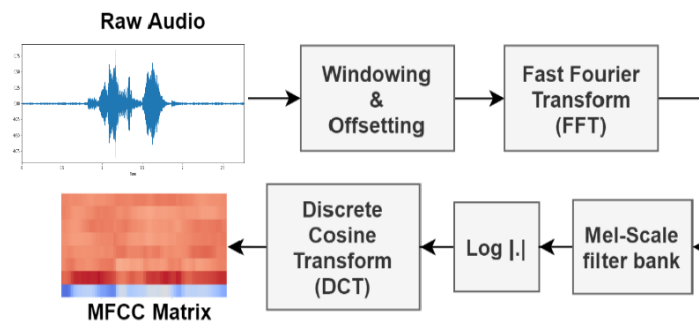 Raw Audio
Windowing
&
Offsetting
Fast Fourier
Transform
(FFT)
Mel-Scale
filter bank
Log |.|
Discrete
Cosine
Transform
(DCT)
MFCC Matrix